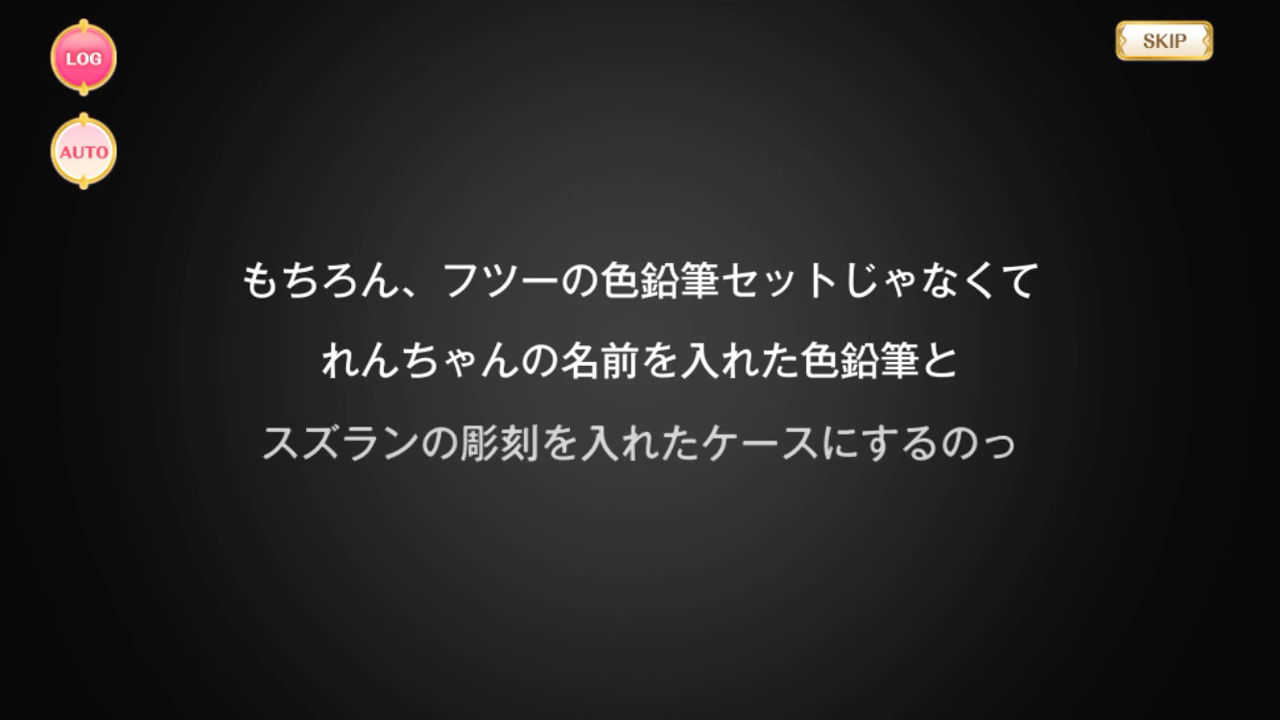 LOG
SKIP
AUTO
もちろん、フツーの色鉛筆セットじゃなくて
れんちゃんの名前を入れた色鉛筆と
スズランの彫刻を入れたケースにするのっ